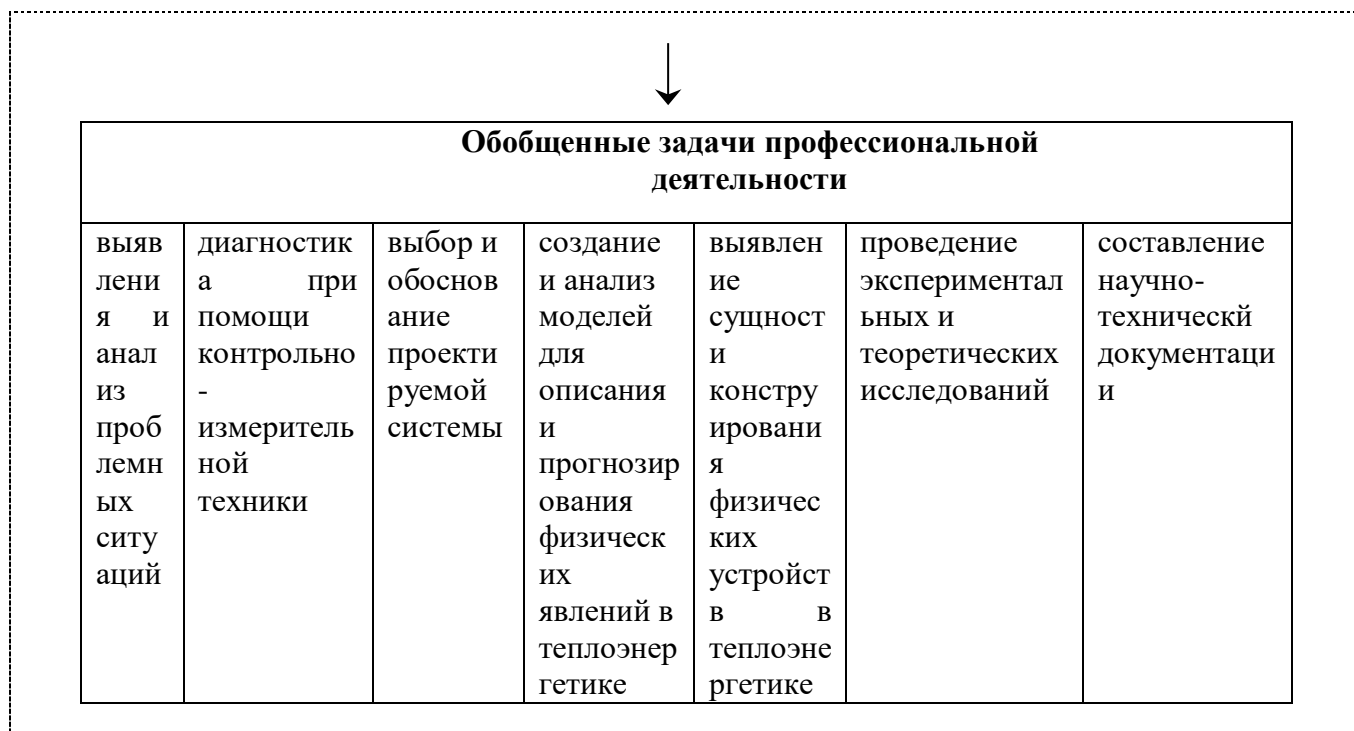 Обобщенные задачи профессиональной
деятельности
выяв
лени
я и
анал
из
проб
лемн
ых
ситу
аций
диагностик
а при
помощи
контрольно
-
измеритель
ной
техники
выбор и
обоснов
ание
проекти
руемой
системы
создание
и анализ
моделей
для
описания
и
прогнозир
ования
физическ
их
явлений в
теплоэнер
гетике
выявлен
ие
сущност
и
констру
ировани
я
физичес
ких
устройст
в в
теплоэне
ргетике
проведение
экспериментал
ьных и
теоретических
исследований
составление
научно-
техническй
документаци
и